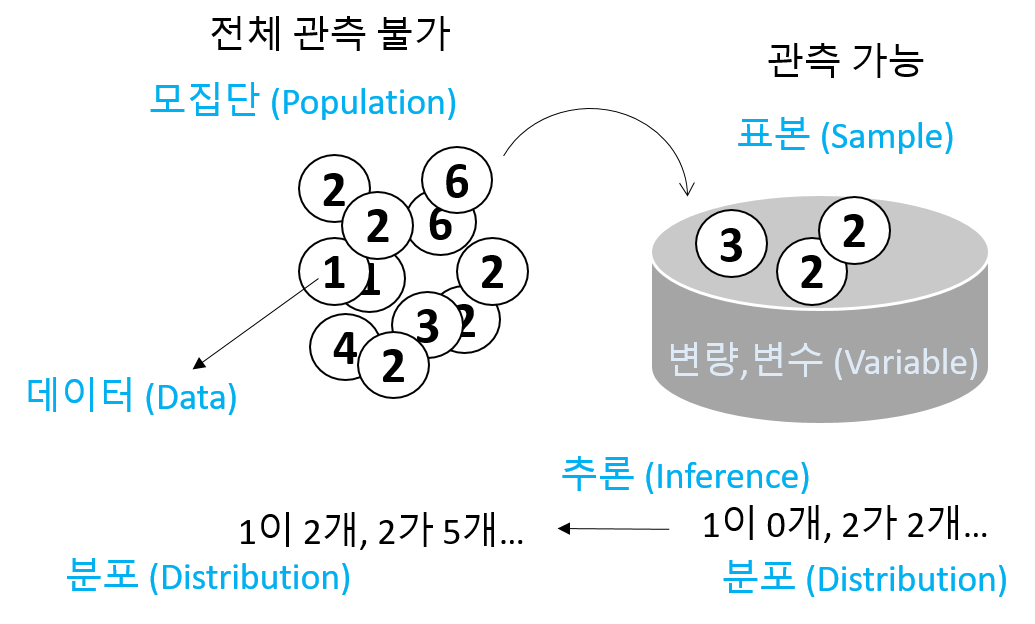 전체 관측 불가
모집단 (Population)
관측 가능
표본 (Sample)
2
6
2
6
1
1
2
3
2
4
2
3
2
2
변량,변수 (Variable)
데이터 (Data)
추론 (Inference)
1이 2개, 2가 5개...
1이 0개, 2가 2개...
분포 (Distribution)
분포 (Distribution)